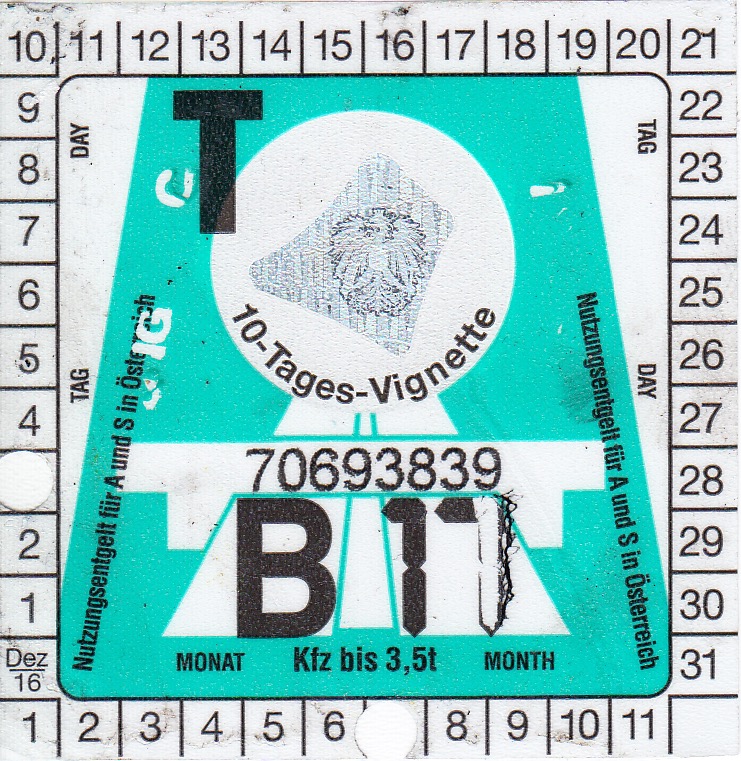 10 11 12 13 14 15 16 17 18 19 20 21
9 22
DAY T TAG
8 23
7 24
6 25
5 26
TAG DAY
4 27
10-Tages-Vignette
Nutzungsentgelt für A und S in Österreich
Nutzungsentgelt für A und S in Österreich
70693839
28
B 17
2 29
1 30
MONAT Kfz bis 3,5t MONTH
Dez 31
16
1 2 3 4 5 6 8 9 10 11